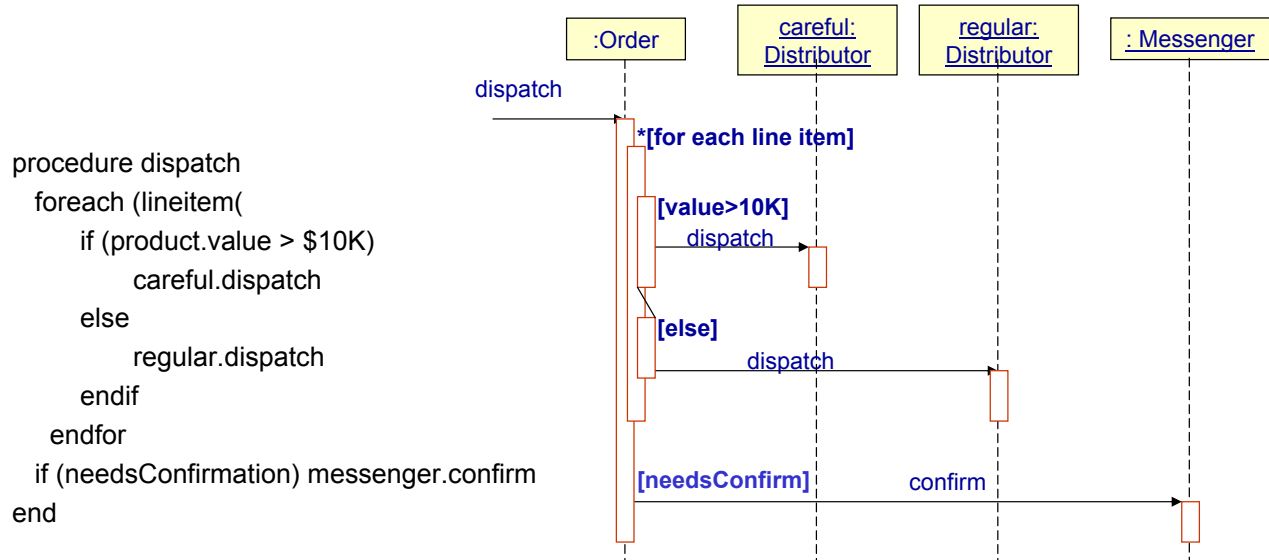 :Order
careful:
Distributor
regular:
Distributor
: Messenger
dispatch
*[for each line item]
procedure dispatch
foreach (lineitem(
if (product.value > $10K)
careful.dispatch
else
regular.dispatch
endif
endfor
if (needsConfirmation) messenger.confirm
end
[value>10K]
dispatch
[else]
dispatch
[needsConfirm]
confirm